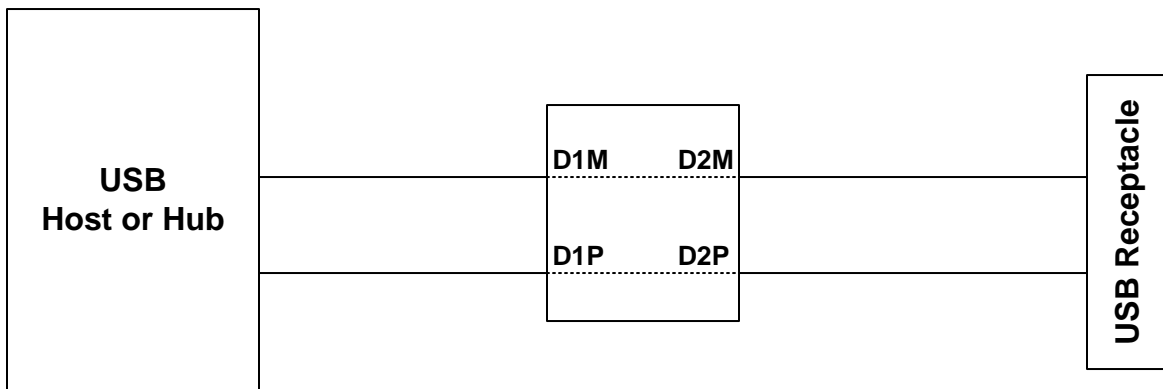 USB
Host or Hub
D1M D2M
D1P D2P
USB Receptacle